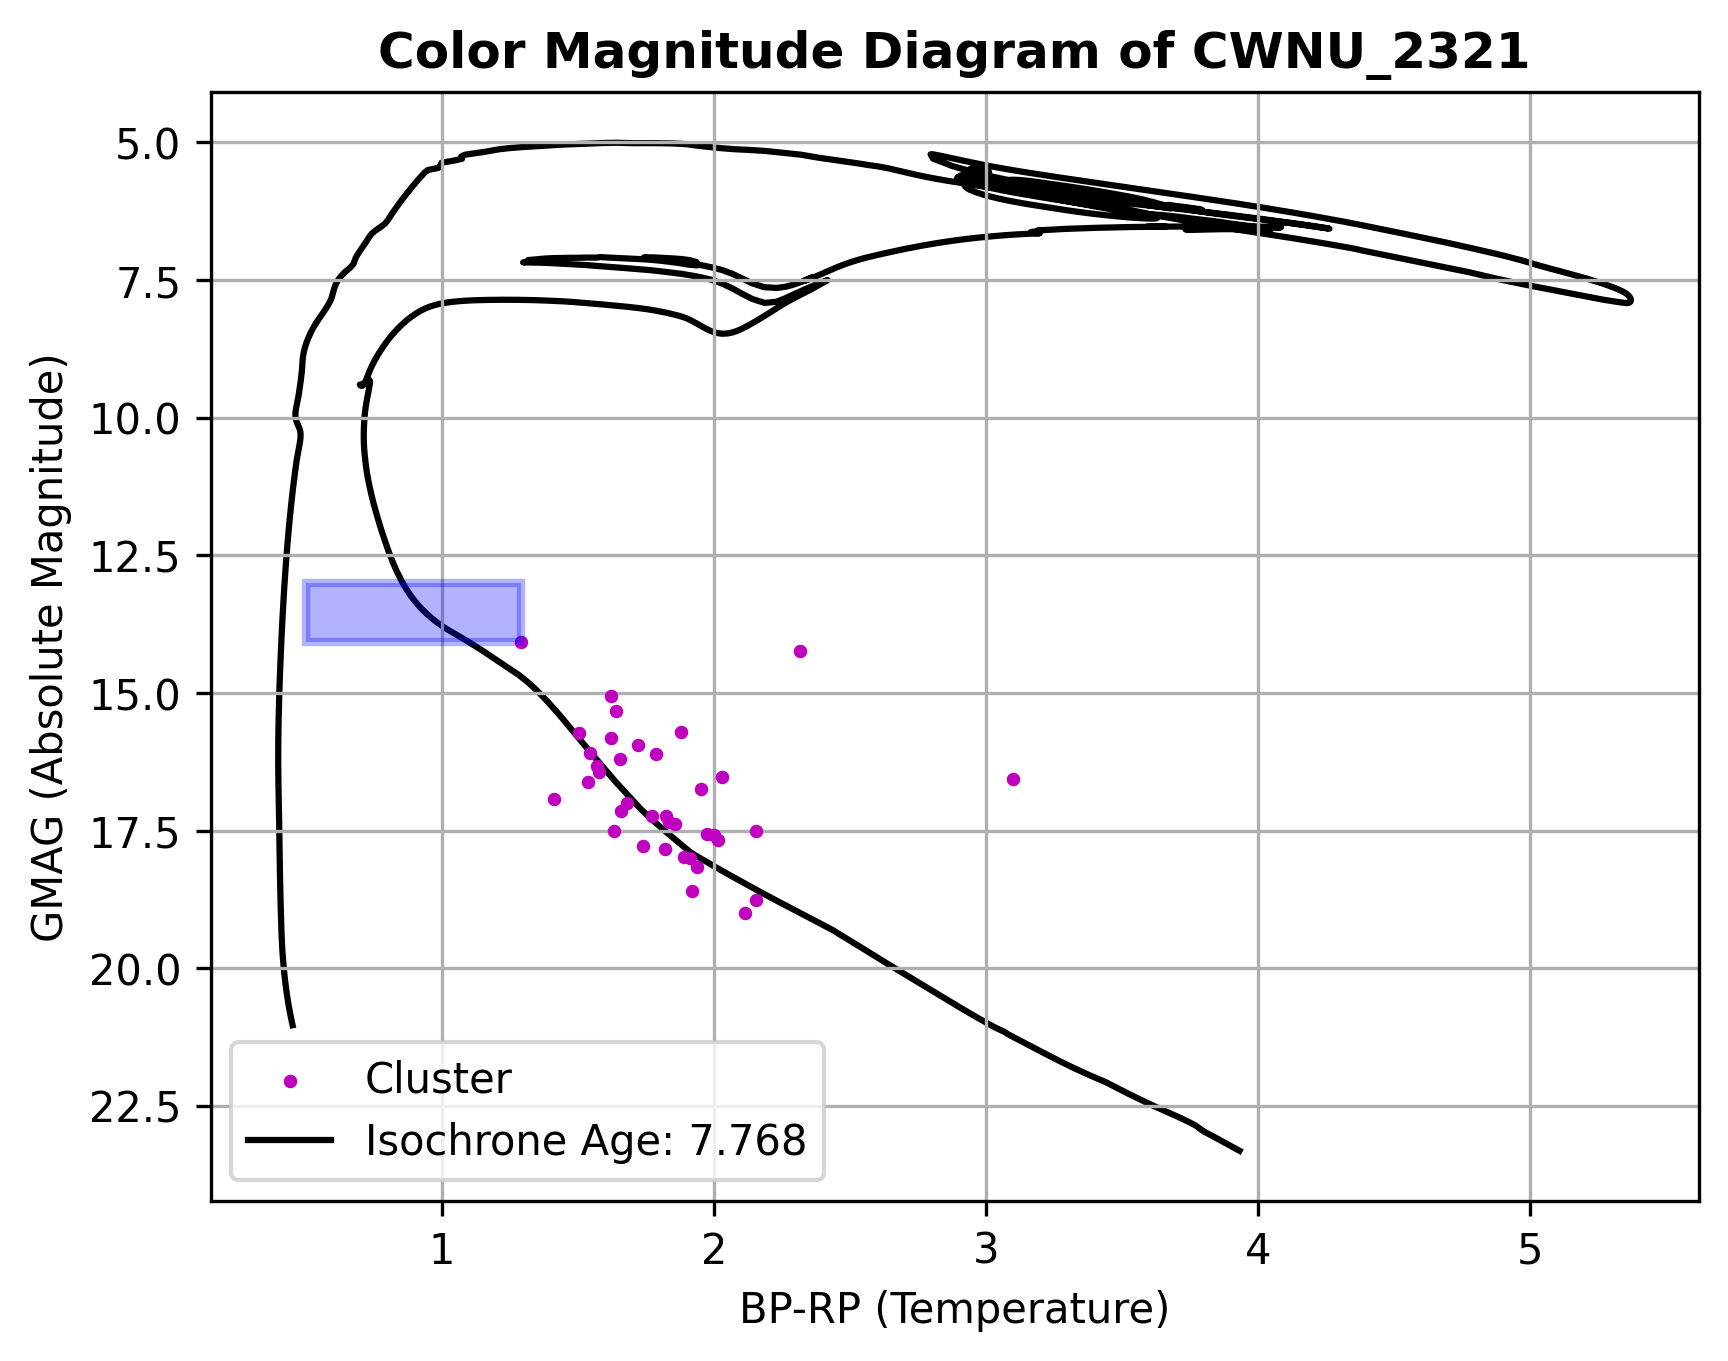 Color Magnitude Diagram of CWNU_2321
GMAG (Absolute Magnitude)
5.0
7.5
10.0
12.5
15.0
17.5
20.0
22.5
Cluster
Isochrone Age: 7.768
1 2 3 4 5
BP-RP (Temperature)